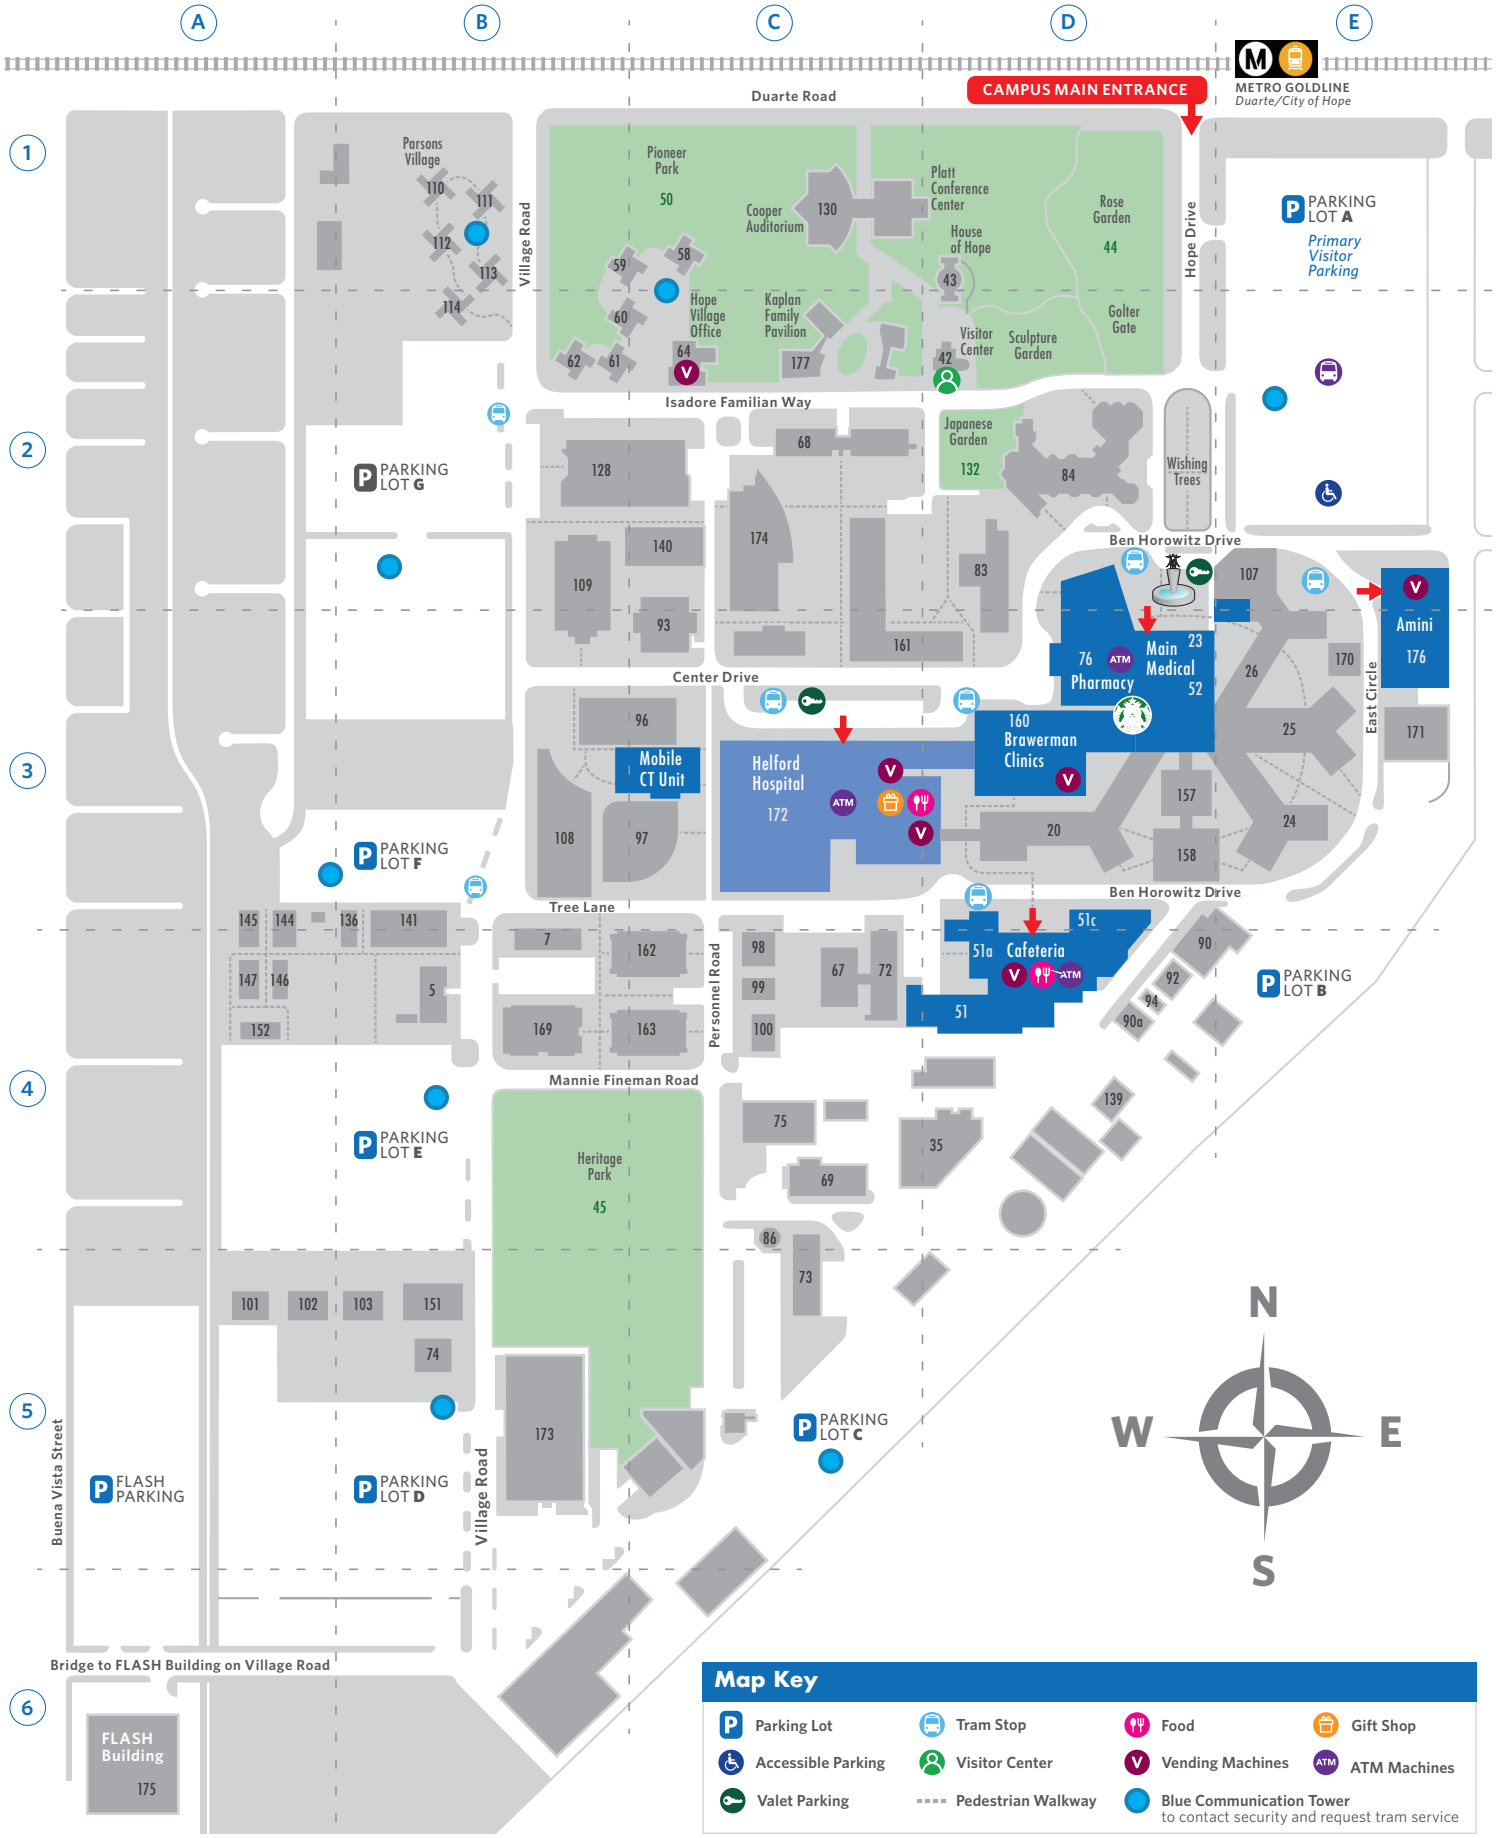 A
B
C
D
E
M
METRO GOLDLINE
Duarte/City of Hope
CAMPUS MAIN ENTRANCE
Duarte Road
1
Parsons
Village
110
111
112
113
114
Village Road
Pioneer
Park
50
Cooper
Auditorium
130
Platt
Conference
Center
House
of Hope
43
Rose
Garden
44
Hope Drive
P PARKING
LOT A
Primary
Visitor
Parking
59
58
60
62
61
64
V
Hope
Village
Office
Kaplan
Family
Pavilion
177
Visitor
Center
42
Sculpture
Garden
Golter
Gate
Isadore Familian Way
2
P PARKING
LOT G
128
68
Japanese
Garden
132
84
Wishing
Trees
140
174
109
93
83
161
Ben Horowitz Drive
107
V
Amini
176
76
ATM
Pharmacy
Main
Medical
23
52
26
170
East Circle
171
25
Center Drive
3
96
Mobile
CT Unit
108
97
Helford
Hospital
172
V
ATM
V
160
Brawerman
Clinics
V
20
157
158
24
Ben Horowitz Drive
P PARKING
LOT F
Tree Lane
145
144
136
141
147
146
152
5
7
162
169
163
Personnel Road
98
99
100
67
72
51a
51c
Cafeteria
V
ATM
51
90
92
94
90a
P PARKING
LOT B
4
Mannie Fineman Road
P PARKING
LOT E
Heritage
Park
45
75
69
35
139
86
73
101
102
103
151
74
5
Buena Vista Street
P FLASH
PARKING
P PARKING
LOT D
Village Road
173
P PARKING
LOT C
N
W
E
S
Bridge to FLASH Building on Village Road
6
FLASH
Building
175
Map Key
P Parking Lot
Tram Stop
Food
Gift Shop
Accessible Parking
Visitor Center
V Vending Machines
ATM ATM Machines
Valet Parking
Pedestrian Walkway
Blue Communication Tower
to contact security and request tram service